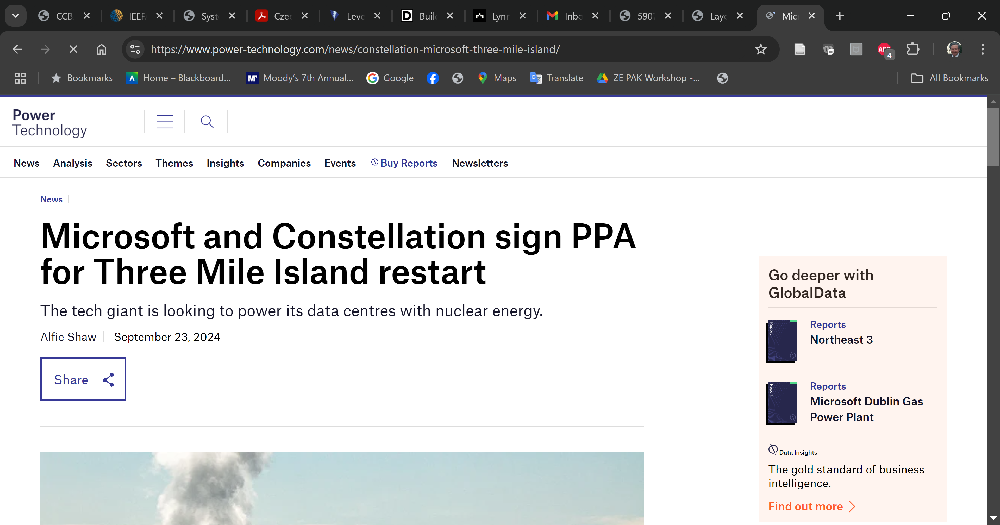 CCB
IEEF
Syst
Czec
Leve
Buil
Lynn
Inbo
590
Layo
Micr
https://www.power-technology.com/news/constellation-microsoft-three-mile-island/
ABP
4
Bookmarks
Home – Blackboard...
M'
Moody's 7th Annual...
Google
Maps
Translate
ZE PAK Workshop -...
All Bookmarks
Power
Technology
News
Analysis
Sectors
Themes
Insights
Companies
Events
Buy Reports
Newsletters
News
Microsoft and Constellation sign PPA
for Three Mile Island restart
The tech giant is looking to power its data centres with nuclear energy.
Alfie Shaw
September 23, 2024
Share
Go deeper with
GlobalData
Report
Reports
Northeast 3
Report
Reports
Microsoft Dublin Gas
Power Plant
Data Insights
The gold standard of business
intelligence.
Find out more